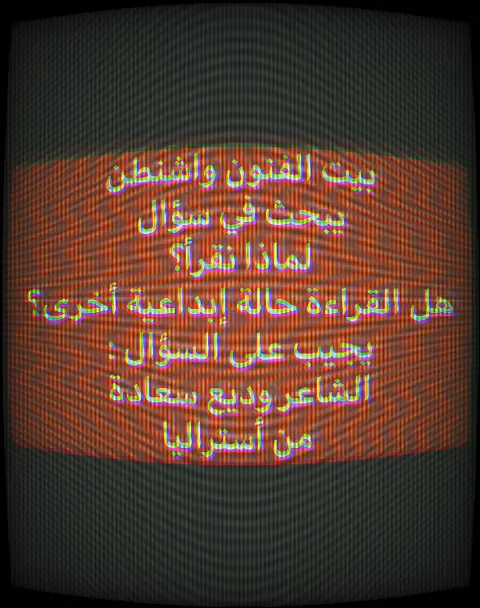 بيت الفنون واشنطن
يبحث في سؤال
لماذا نقرأ؟
هل القراءة حالة إبداعية أخرى؟
يجيب على السؤال :
الشاعر وديع سعادة
من أستراليا